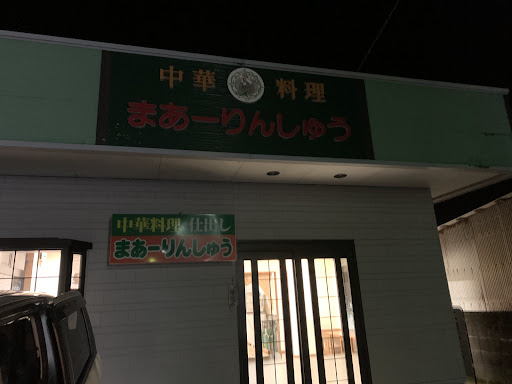 中華 料理
まあーりんしゅう
中華料理 仕出し
まあーりんしゅう